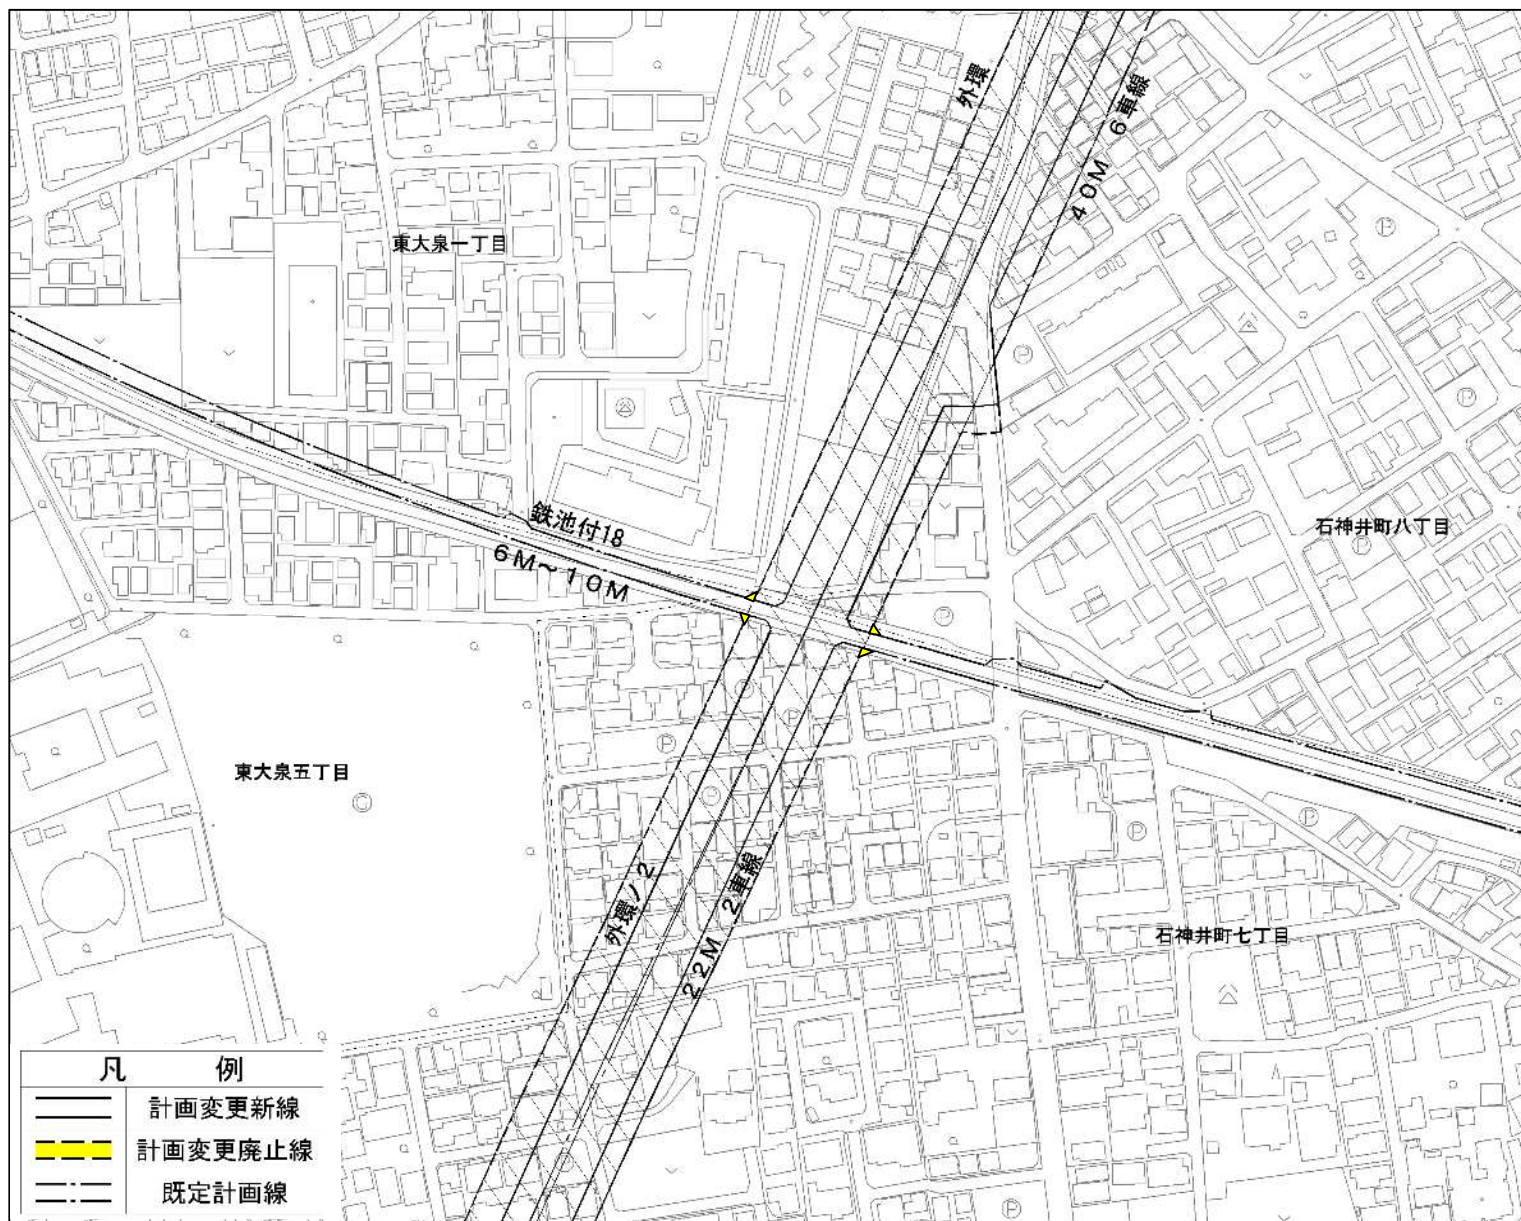 外環
40M 6車線
東大泉一丁目
鉄池付18
6M～10M
石神井町八丁目
東大泉五丁目
外環ノ2
22M 2車線
石神井町七丁目
凡 例
計画変更新線
計画変更廃止線
既定計画線